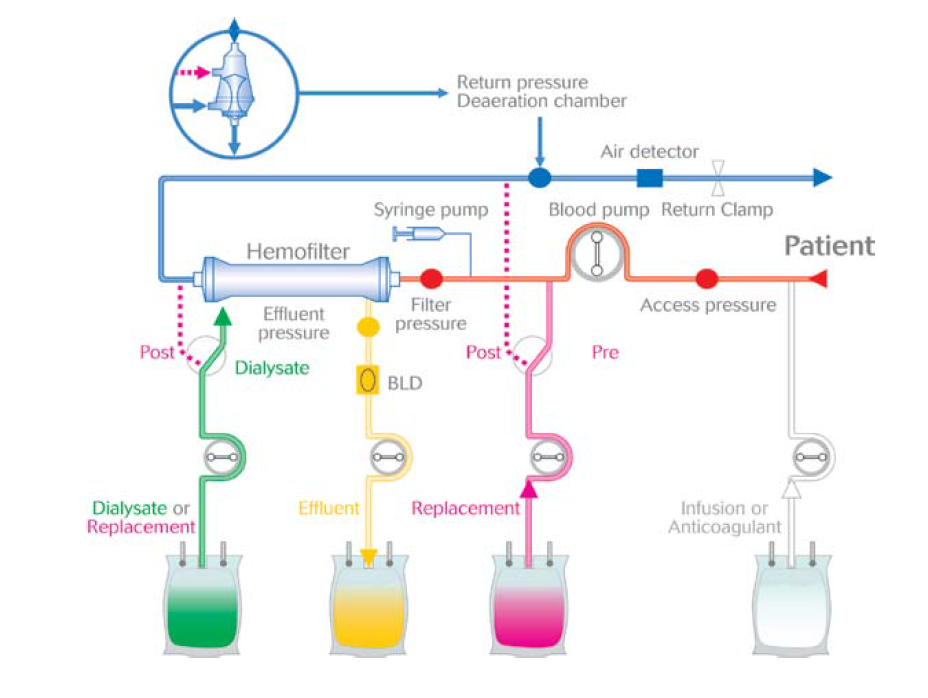 Return pressure
Deaeration chamber
Air detector
Syringe pump
Blood pump
Return Clamp
Patient
Hemofilter
Effluent
pressure
Filter
pressure
Access pressure
Post
Dialysate
Post
Pre
BLD
Dialysate or
Replacement
Effluent
Replacement
Infusion or
Anticoagulant